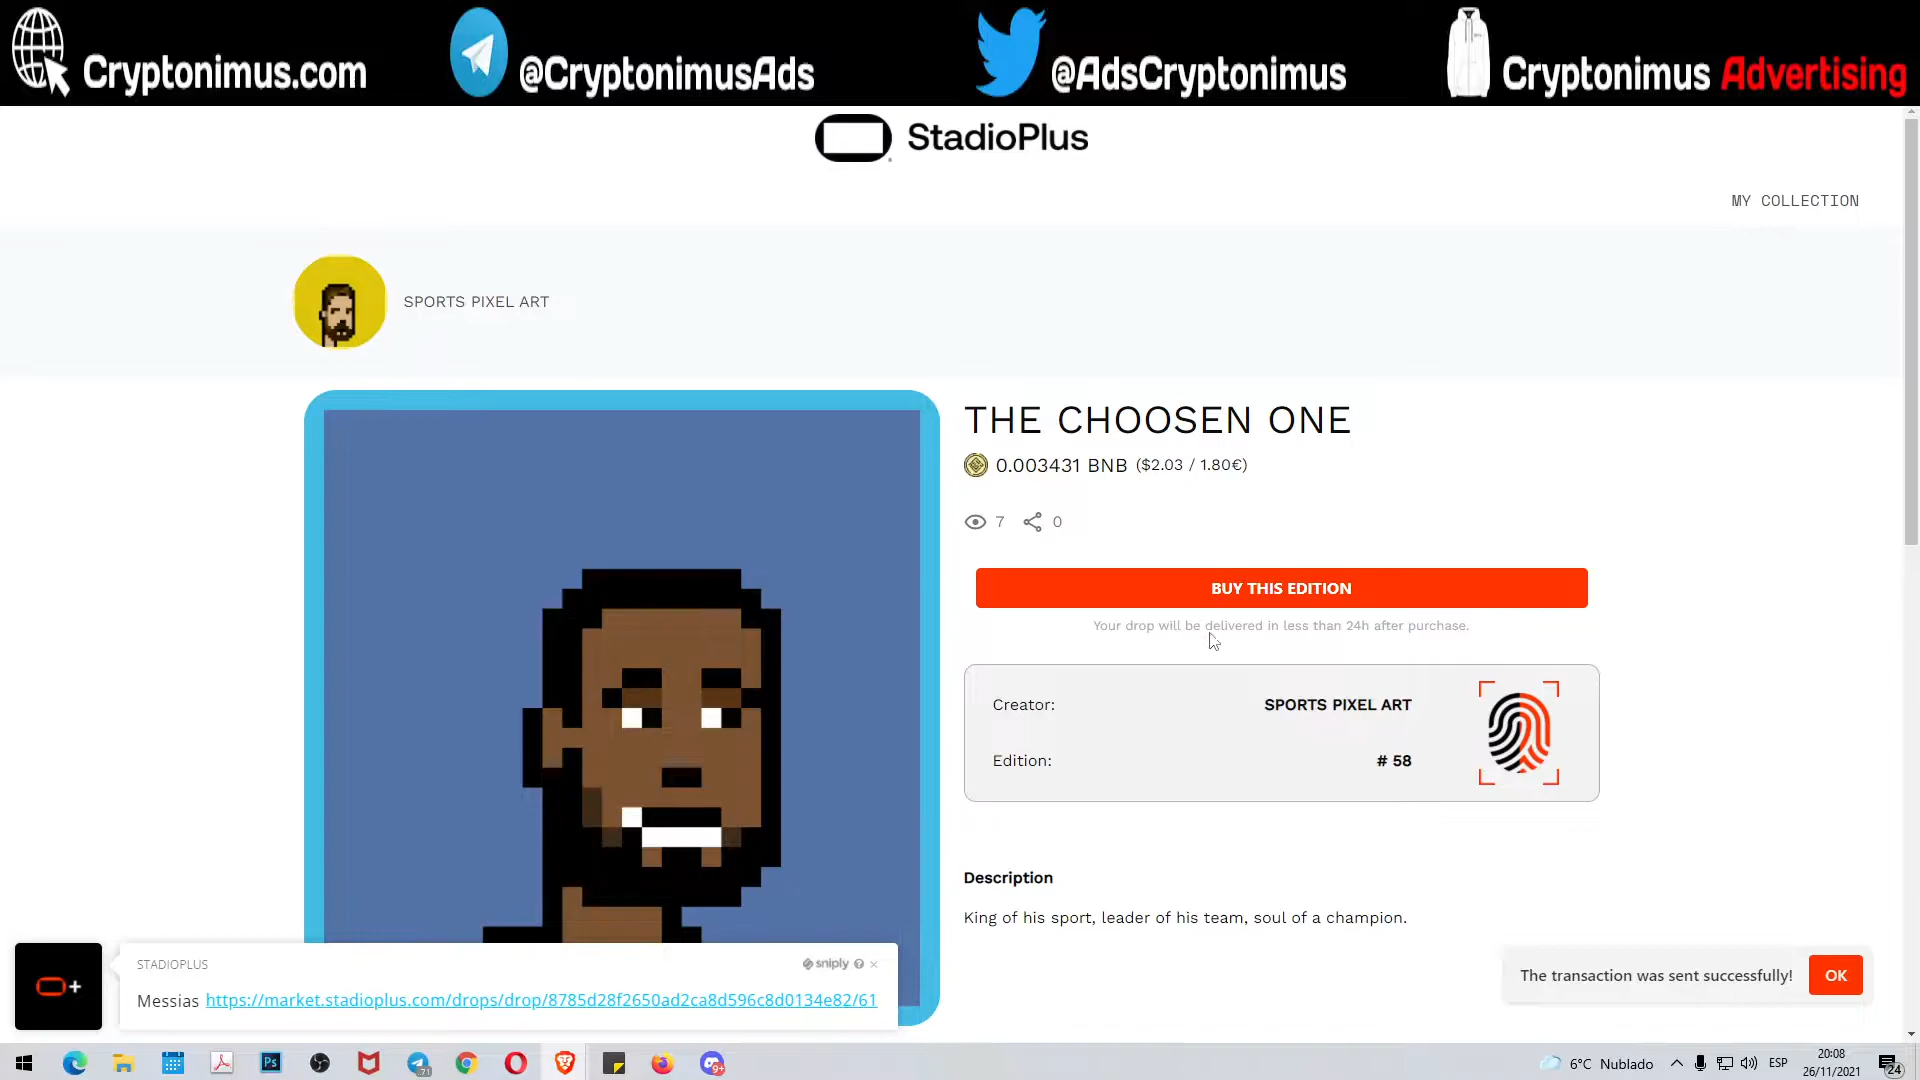 Cryptonimus.com
@CryptonimusAds
@AdsCryptonimus
Cryptonimus Advertising
StadioPlus
MY COLLECTION
SPORTS PIXEL ART
THE CHOOSEN ONE
0.003431 BNB ($2.03 / 1.80€)
7 0
BUY THIS EDITION
Your drop will be delivered in less than 24h after purchase.
Creator: SPORTS PIXEL ART
Edition: # 58
Description
King of his sport, leader of his team, soul of a champion.
STADIOPLUS
sniply
Messias https://market.stadioplus.com/drops/drop/8785d28f2650ad2ca8d596c8d0134e82/61
The transaction was sent successfully! OK
Ps
71
9+
6°C Nublado
ESP
20:08
26/11/2021
24